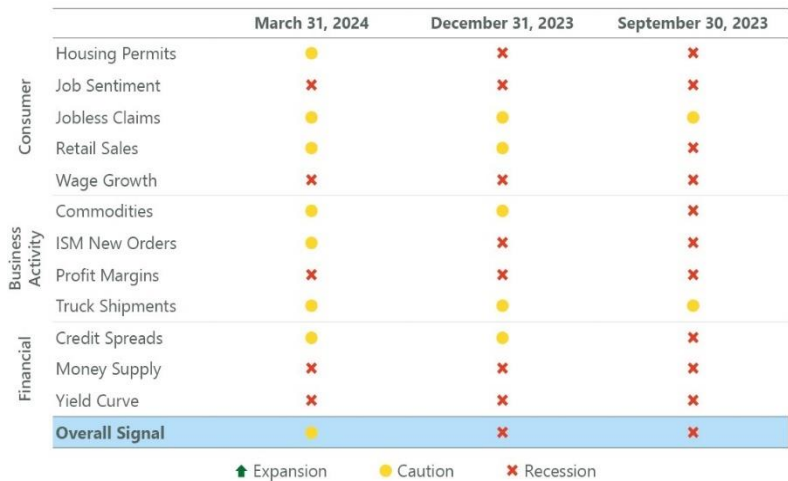 March 31, 2024 December 31, 2023 September 30, 2023
Consumer
Housing Permits
Job Sentiment
Jobless Claims
Retail Sales
Wage Growth
Business
Activity
Commodities
ISM New Orders
Profit Margins
Truck Shipments
Financial
Credit Spreads
Money Supply
Yield Curve
Overall Signal
Expansion Caution Recession